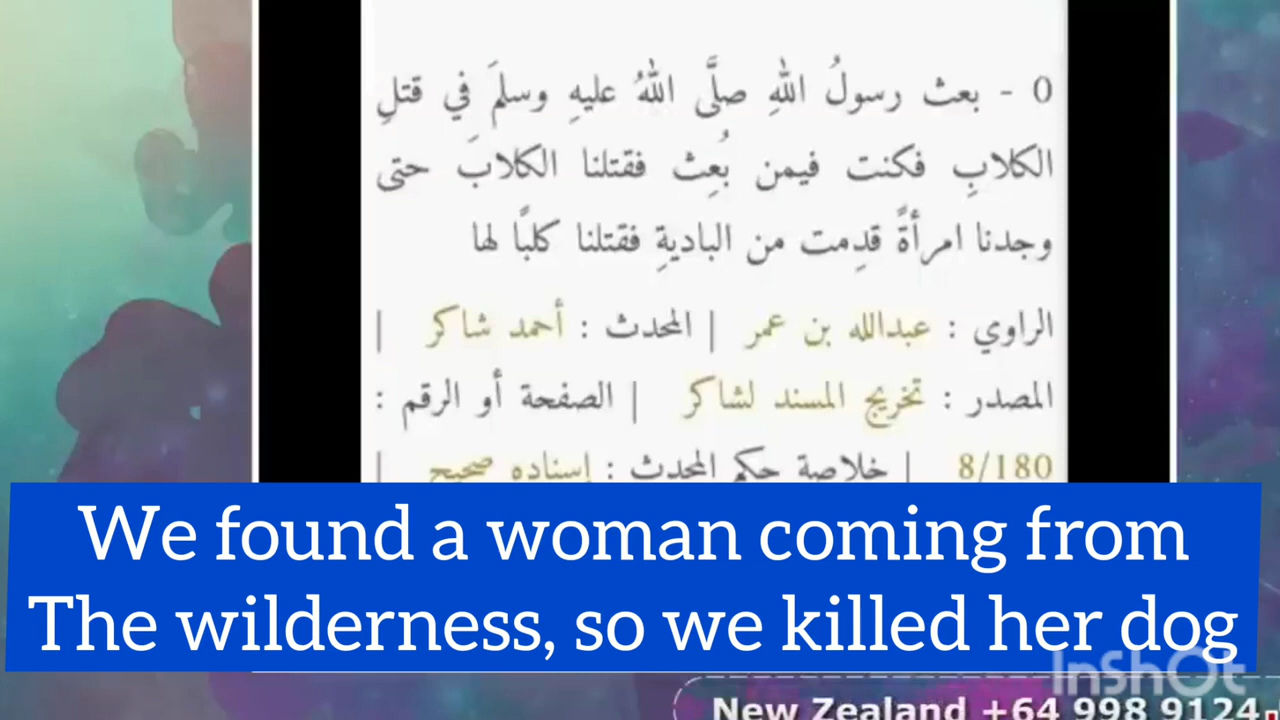 0 - بعث رسولُ اللهِ صلَّى اللهُ عليهِ وسلمَ في قتلِ
الكلابِ فكنت فيمن بُعِث فقتلنا الكلابَ حتى
وجدنا امرأةً قدِمت من الباديةِ فقتلنا كلبًا لها
الراوي : عبدالله بن عمر | المحدث : أحمد شاكر |
المصدر : تخريج المسند لشاكر | الصفحة أو الرقم :
8/180 | خلاصة حكم المحدث : إسناده صحيح |
We found a woman coming from
The wilderness, so we killed her dog
InShOt
New Zealand +64 998 9124-